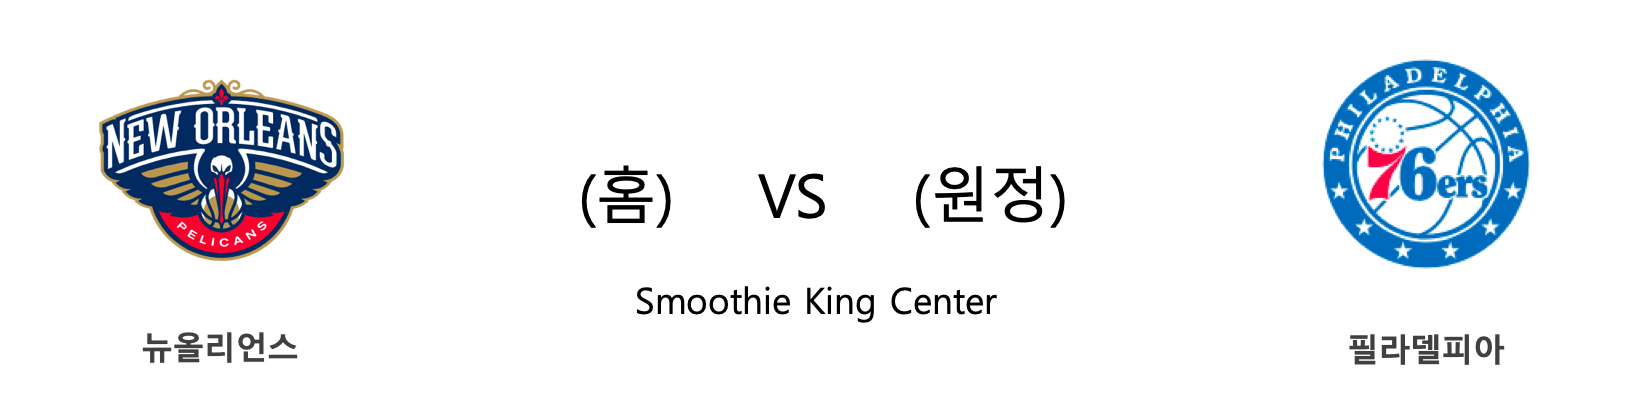 NEW ORLEANS
PELICANS
뉴올리언스
(홈) VS (원정)
Smoothie King Center
PHILADELPHIA
76ers
필라델피아